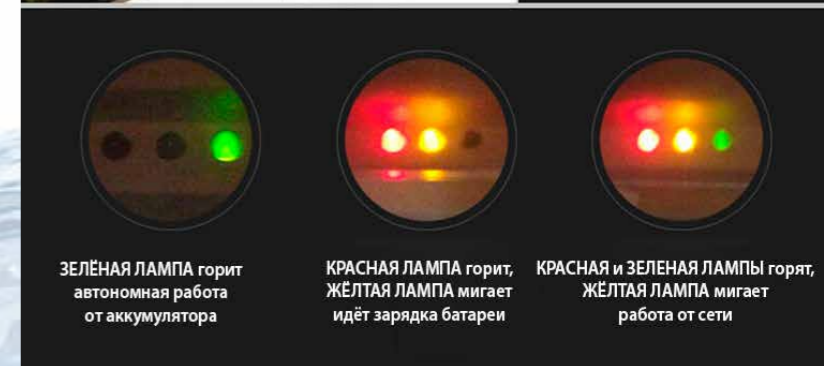 ЗЕЛЁНАЯ ЛАМПА горит
автономная работа
от аккумулятора
КРАСНАЯ ЛАМПА горит,
ЖЁЛТАЯ ЛАМПА мигает
идёт зарядка батареи
КРАСНАЯ и ЗЕЛЕНАЯ ЛАМПЫ горят,
ЖЁЛТАЯ ЛАМПА мигает
работа от сети